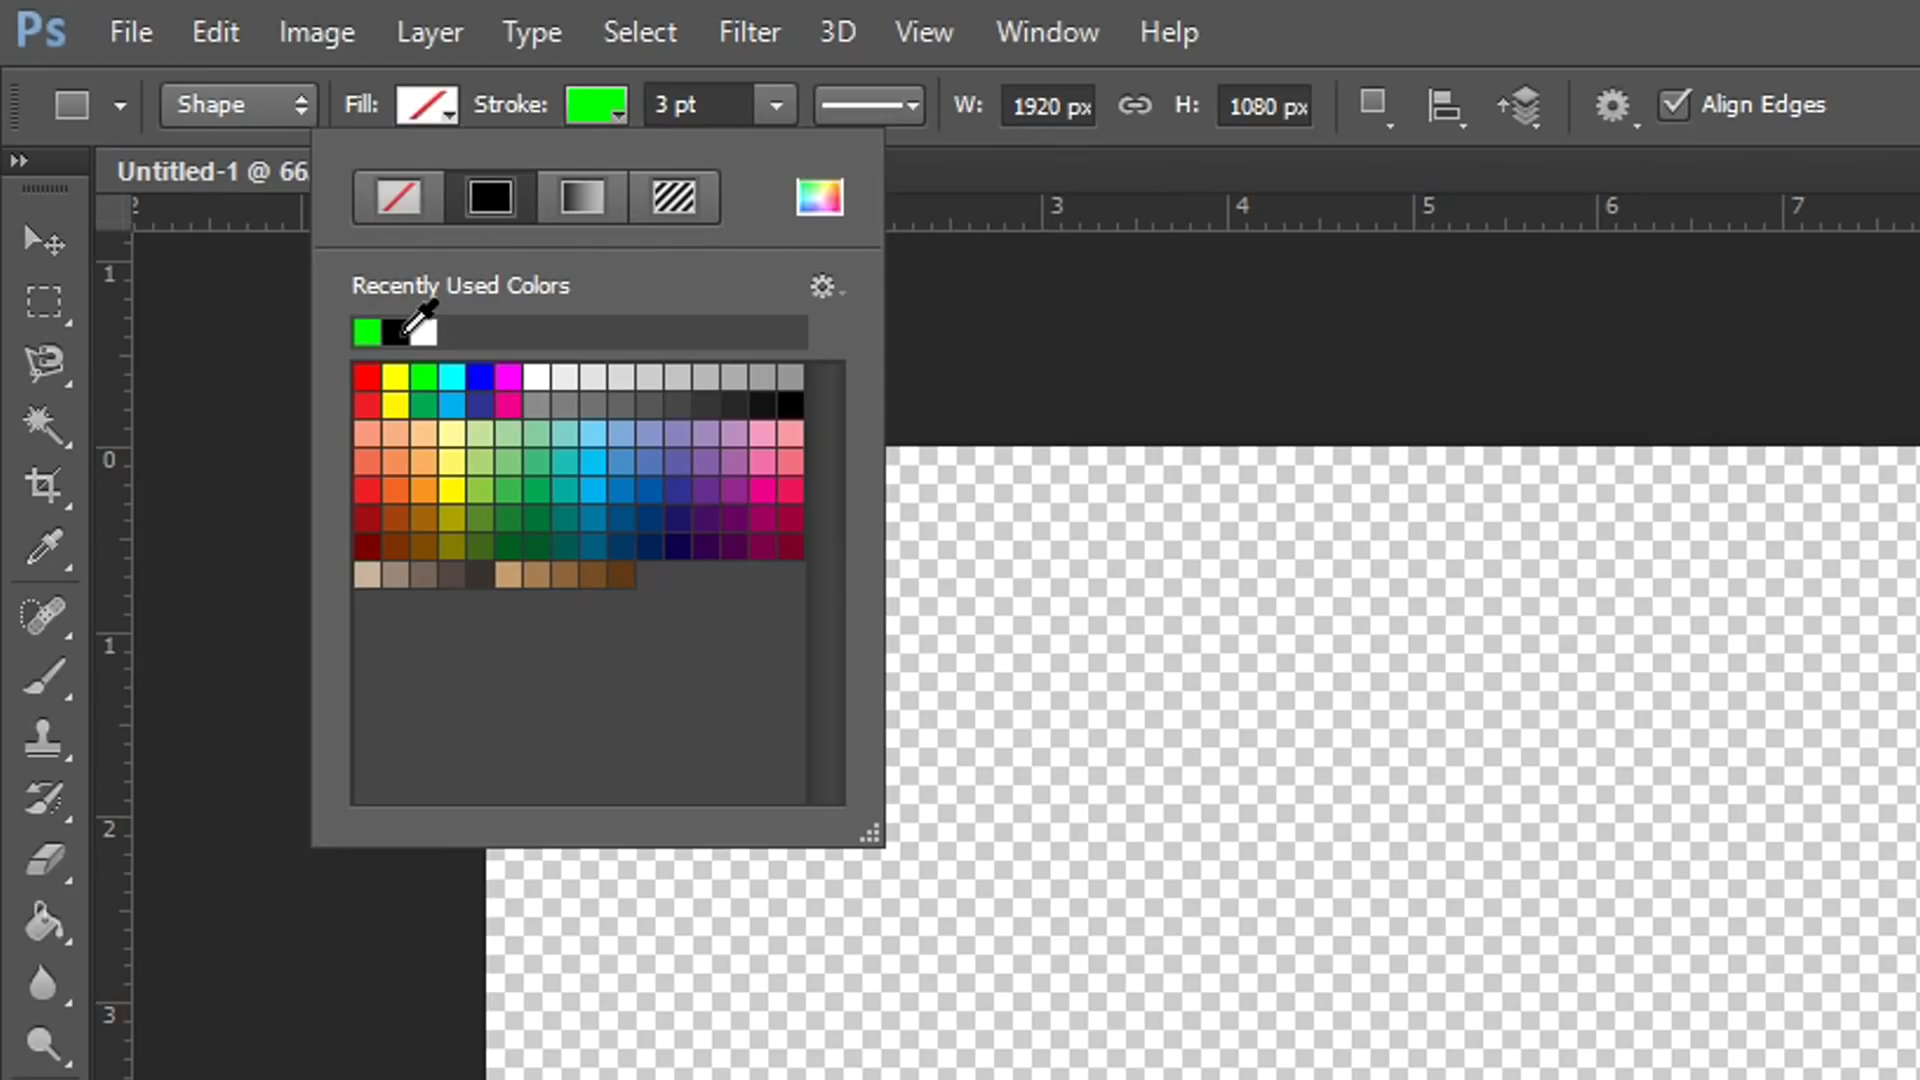 Ps File Edit Image Layer Type Select Filter 3D View Window Help
Shape Fill: Stroke: 3 pt W: 1920 px H: 1080 px Align Edges
Untitled-1 @ 66
2 3 4 5 6 7
Recently Used Colors
1
0
1
2
3